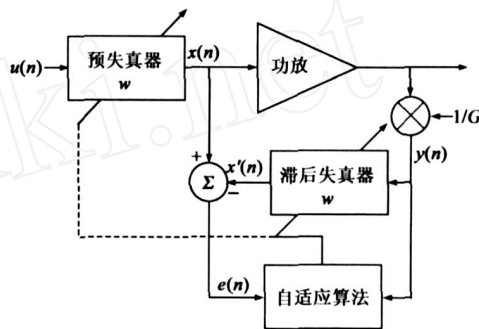 u(n)
预失真器
w
x(n)
功放
1/G
y(n)
+
Σ
−
x'(n)
滞后失真器
w
e(n)
自适应算法